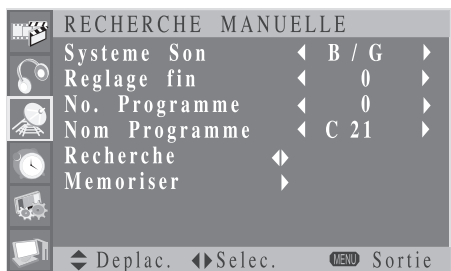 RECHERCHE MANUELLE
Systeme Son B / G
Reglage fin 0
No. Programme 0
Nom Programme C 21
Recherche
Memoriser
Deplac. Selec. MENU Sortie